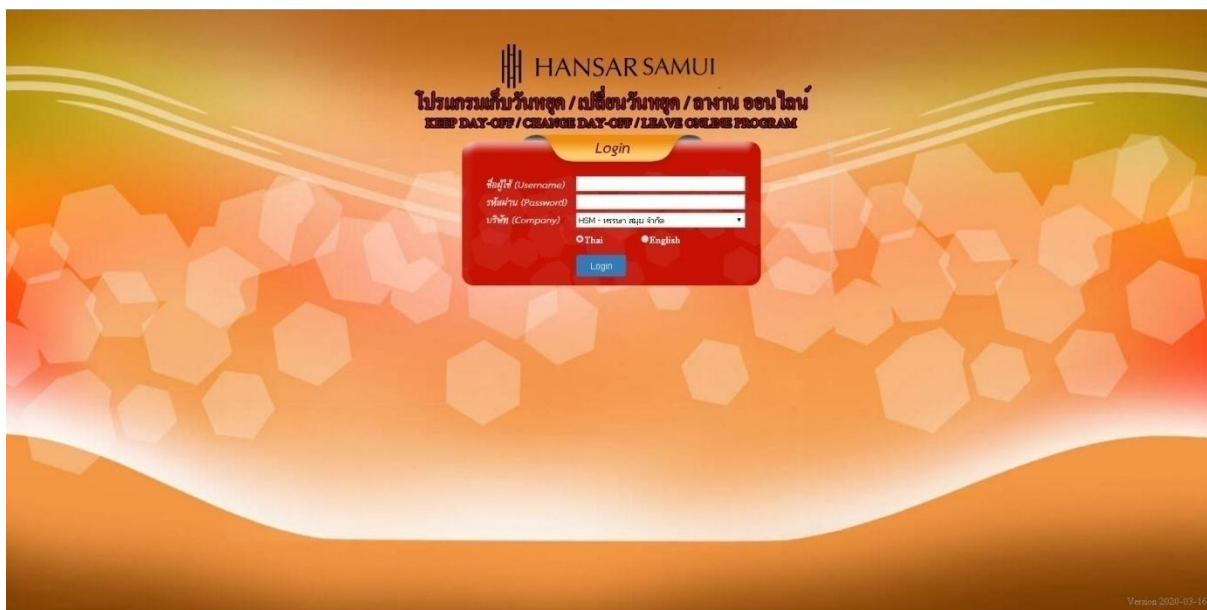 HANSAR SAMUI
โปรแกรมเก็บวันหยุด / เปลี่ยนวันหยุด / ลางาน ออนไลน์
KEEP DAY-OFF / CHANGE DAY-OFF / LEAVE ONLINE PROGRAM
Login
ชื่อผู้ใช้ (Username)
รหัสผ่าน (Password)
บริษัท (Company) HSM - หรรษา สมุย จำกัด
Thai English
Login
Version 2020-03-16